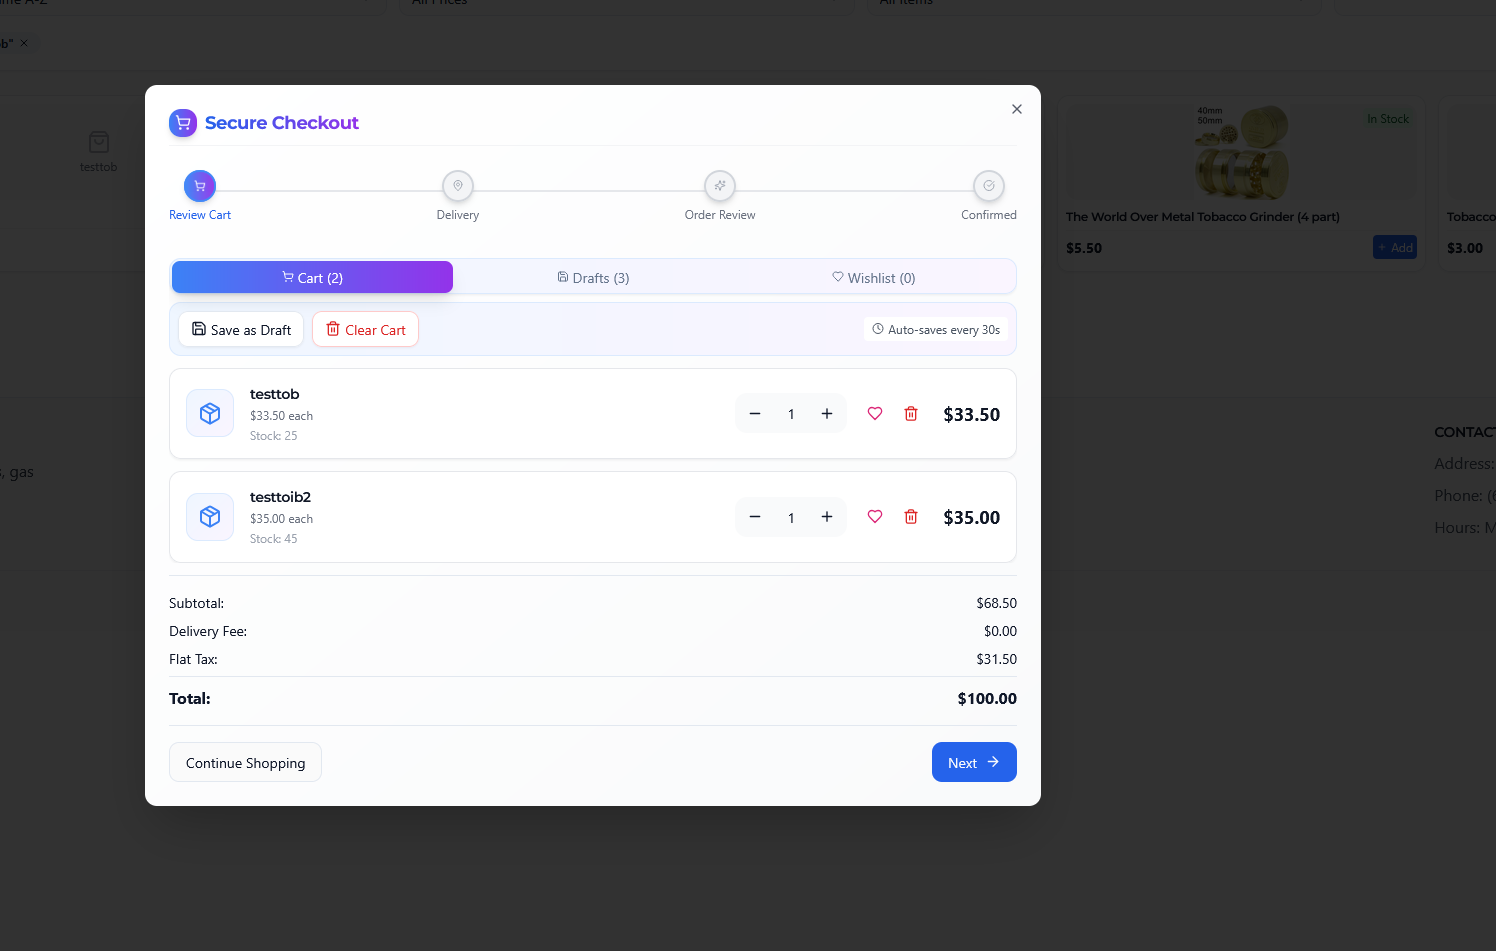 All Prices
All Items
b" ×
testtob
40mm
50mm
In Stock
The World Over Metal Tobacco Grinder (4 part)
$5.50
+ Add
Tobacco
$3.00
Secure Checkout
Review Cart
Delivery
Order Review
Confirmed
Cart (2)
Drafts (3)
Wishlist (0)
Save as Draft
Clear Cart
Auto-saves every 30s
testtob
$33.50 each
Stock: 25
1
$33.50
testtoib2
$35.00 each
Stock: 45
1
$35.00
Subtotal: $68.50
Delivery Fee: $0.00
Flat Tax: $31.50
Total: $100.00
Continue Shopping
Next
, gas
CONTACT
Address:
Phone: (
Hours: M